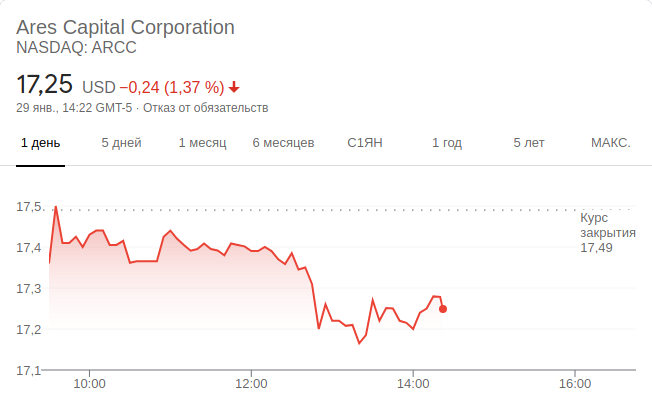 Ares Capital Corporation
NASDAQ: ARCC
17,25 USD −0,24 (1,37 %)
29 янв., 14:22 GMT-5 · Отказ от обязательств
1 день 5 дней 1 месяц 6 месяцев С1ЯН 1 год 5 лет МАКС.
17,5
Курс
закрытия
17,49
17,4
17,3
17,2
17,1
10:00 12:00 14:00 16:00